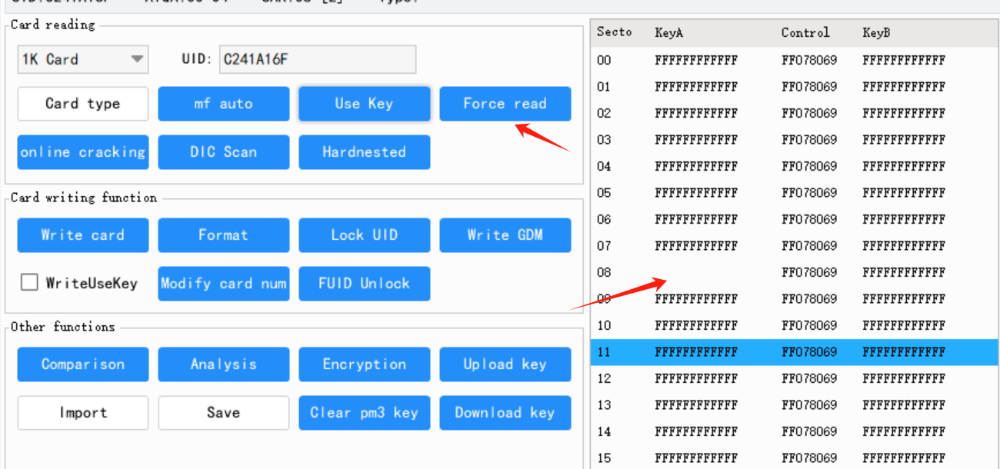 Card reading
1K Card UID: C241A16F
Card type mf auto Use Key Force read
online cracking DIC Scan Hardnested
Card writing function
Write card Format Lock UID Write GDM
WriteUseKey Modify card num FUID Unlock
Other functions
Comparison Analysis Encryption Upload key
Import Save Clear pm3 key Download key
Secto KeyA Control KeyB
00 FFFFFFFFFFFF FF078069 FFFFFFFFFFFF
01 FFFFFFFFFFFF FF078069 FFFFFFFFFFFF
02 FFFFFFFFFFFF FF078069 FFFFFFFFFFFF
03 FFFFFFFFFFFF FF078069 FFFFFFFFFFFF
04 FFFFFFFFFFFF FF078069 FFFFFFFFFFFF
05 FFFFFFFFFFFF FF078069 FFFFFFFFFFFF
06 FFFFFFFFFFFF FF078069 FFFFFFFFFFFF
07 FFFFFFFFFFFF FF078069 FFFFFFFFFFFF
08 FF078069 FFFFFFFFFFFF
09 FFFFFFFFFFFF FF078069 FFFFFFFFFFFF
10 FFFFFFFFFFFF FF078069 FFFFFFFFFFFF
11 FFFFFFFFFFFF FF078069 FFFFFFFFFFFF
12 FFFFFFFFFFFF FF078069 FFFFFFFFFFFF
13 FFFFFFFFFFFF FF078069 FFFFFFFFFFFF
14 FFFFFFFFFFFF FF078069 FFFFFFFFFFFF
15 FFFFFFFFFFFF FF078069 FFFFFFFFFFFF